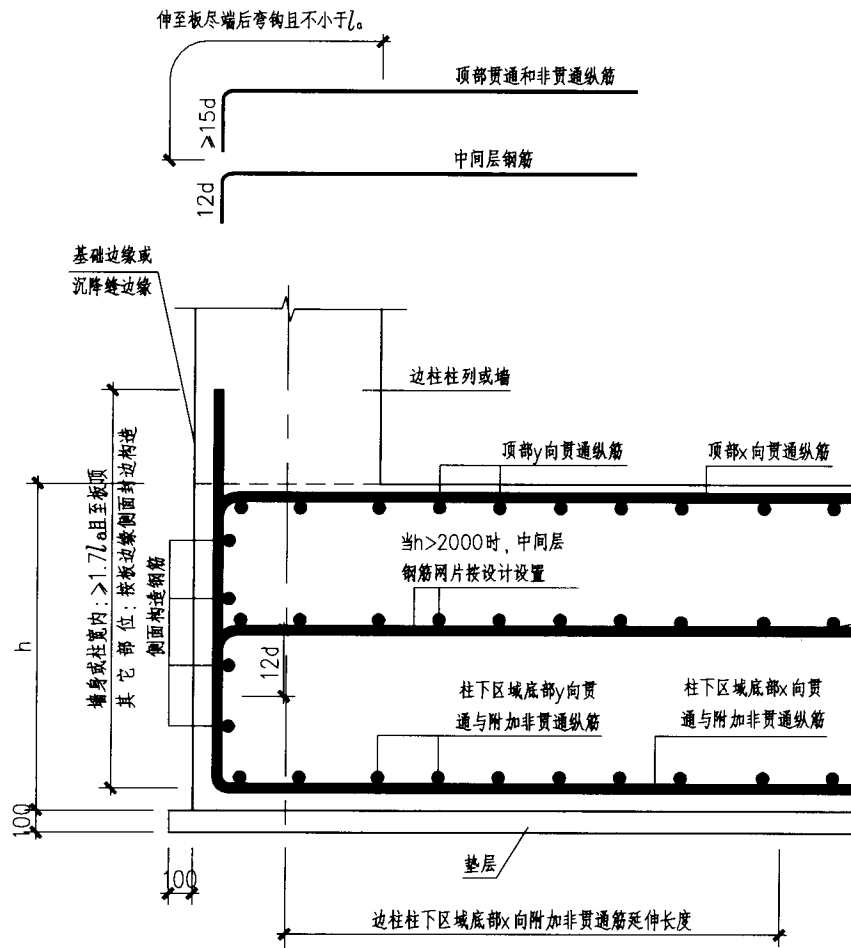 伸至板尽端后弯钩且不小于la
顶部贯通和非贯通纵筋
≥15d
中间层钢筋
12d
基础边缘或
沉降缝边缘
边柱柱列或墙
顶部y向贯通纵筋
顶部x向贯通纵筋
当h>2000时，中间层
钢筋网片按设计设置
墙身或柱宽内：≥1.7la且至板顶
其它部位：按板边缘侧面封边构造
侧面构造钢筋
h
12d
柱下区域底部y向贯
通与附加非贯通纵筋
柱下区域底部x向贯
通与附加非贯通纵筋
100
100
垫层
边柱柱下区域底部x向附加非贯通筋延伸长度